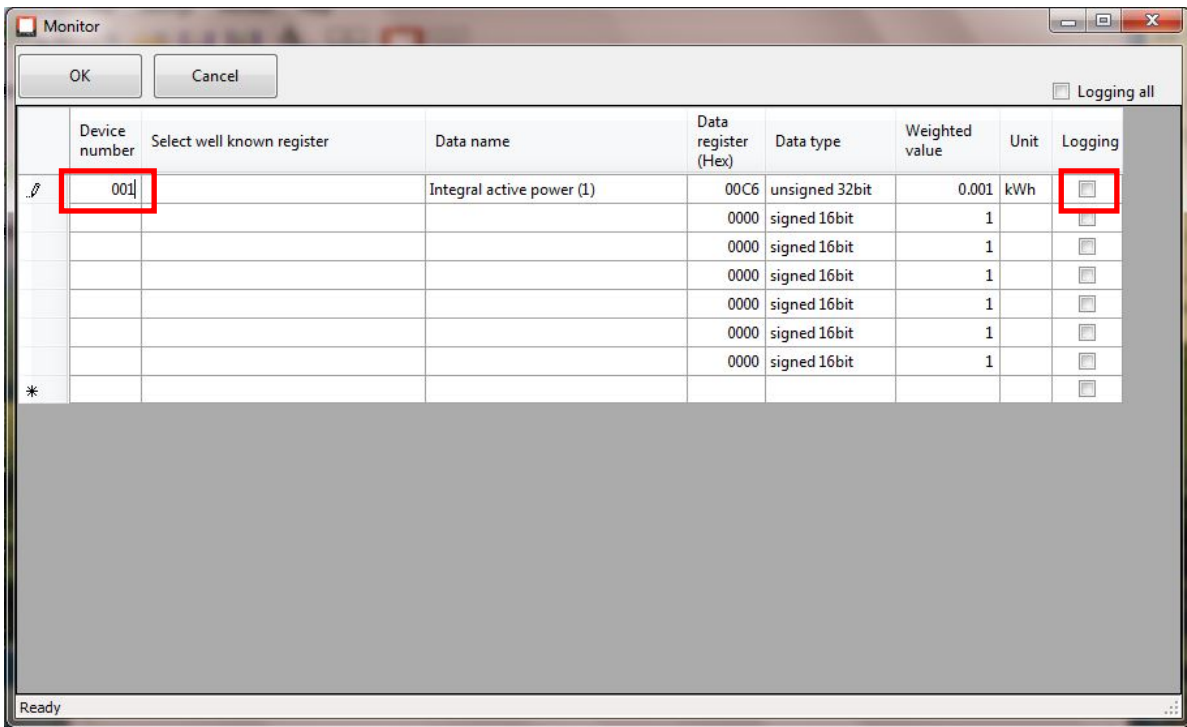 Monitor
OK Cancel
Logging all
Device number Select well known register Data name Data register (Hex) Data type Weighted value Unit Logging
001 Integral active power (1) 00C6 unsigned 32bit 0.001 kWh
0000 signed 16bit 1
0000 signed 16bit 1
0000 signed 16bit 1
0000 signed 16bit 1
0000 signed 16bit 1
0000 signed 16bit 1
*
Ready